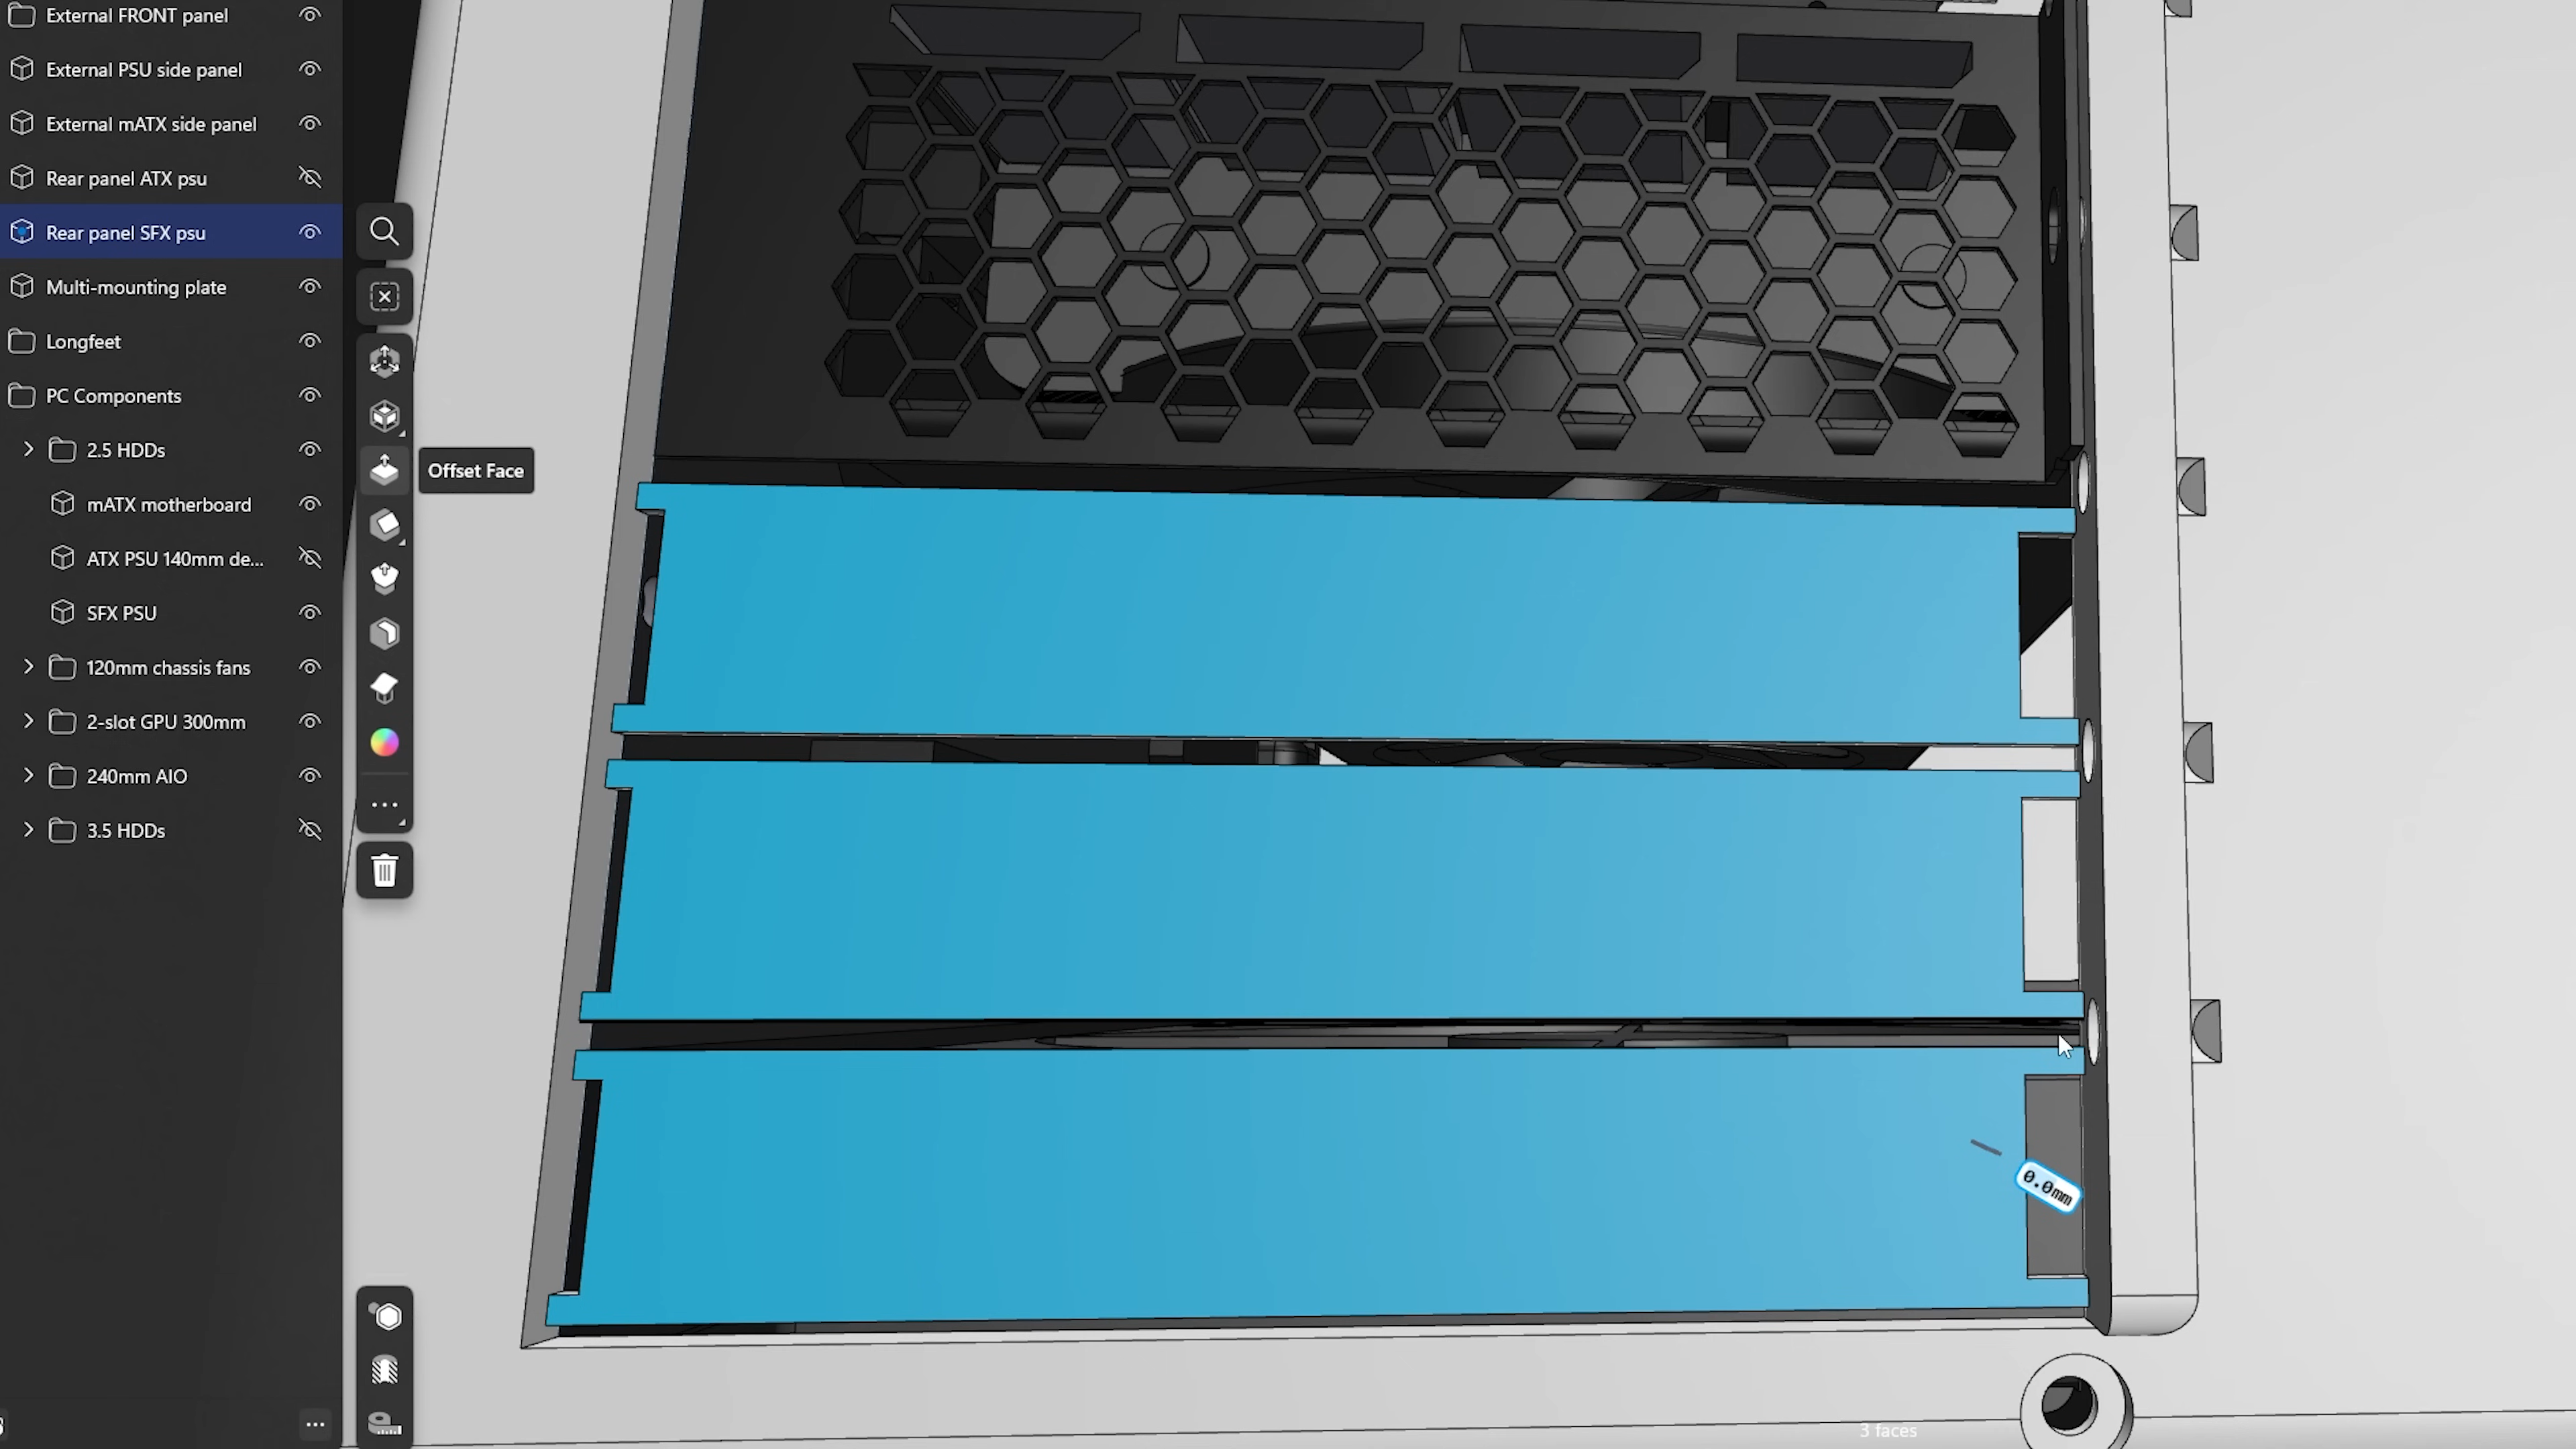 External FRONT panel
External PSU side panel
External mATX side panel
Rear panel ATX psu
Rear panel SFX psu
Multi-mounting plate
Longfeet
PC Components
2.5 HDDs
Offset Face
mATX motherboard
ATX PSU 140mm de...
SFX PSU
120mm chassis fans
2-slot GPU 300mm
240mm AIO
3.5 HDDs
0.0mm
3 faces